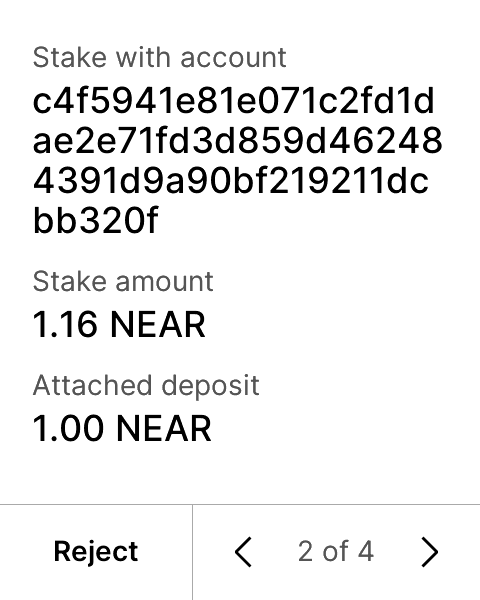 Stake with account
c4f5941e81e071c2fd1d
ae2e71fd3d859d46248
4391d9a90bf219211dc
bb320f
Stake amount
1.16 NEAR
Attached deposit
1.00 NEAR
Reject
2 of 4